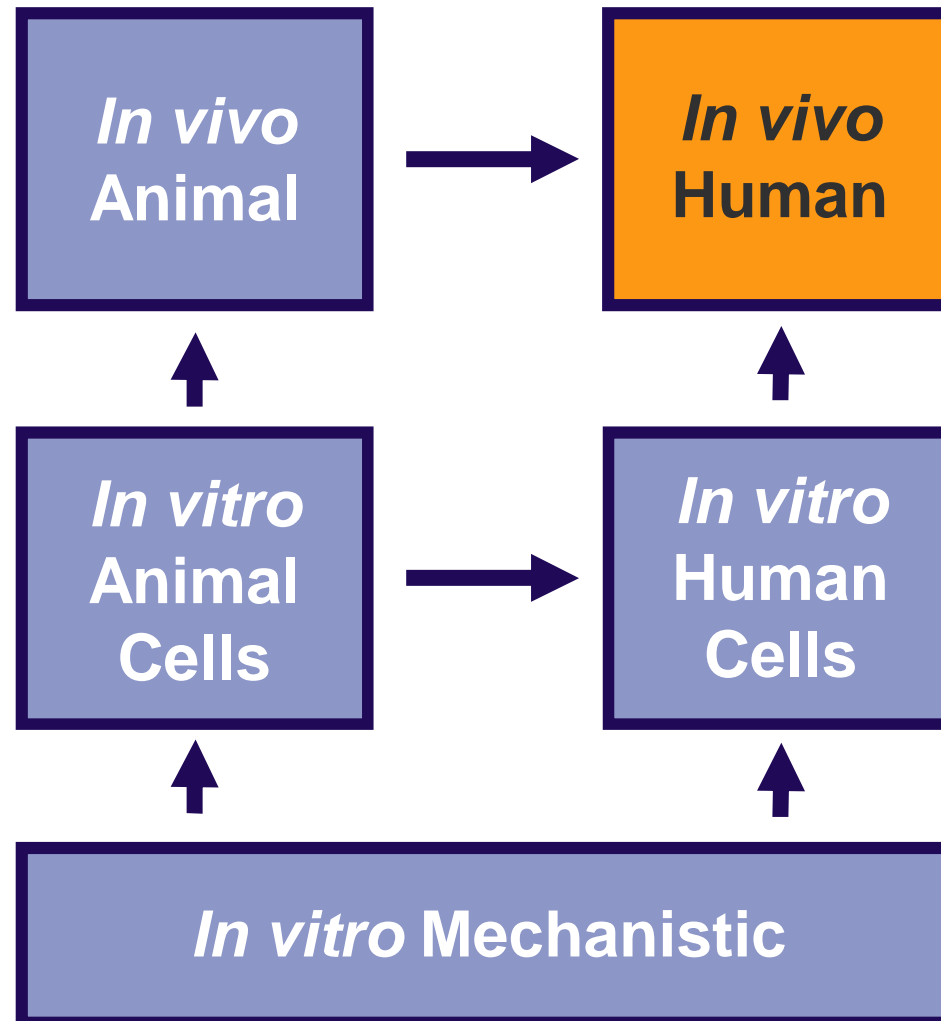 In vivo
Animal
In vivo
Human
In vitro
Animal
Cells
In vitro
Human
Cells
In vitro Mechanistic